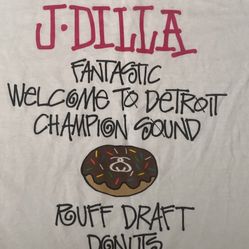 J·DILLA
FANTASTIC
WELCOME TO DETROIT
CHAMPION SOUND
RUFF DRAFT
DONUTS